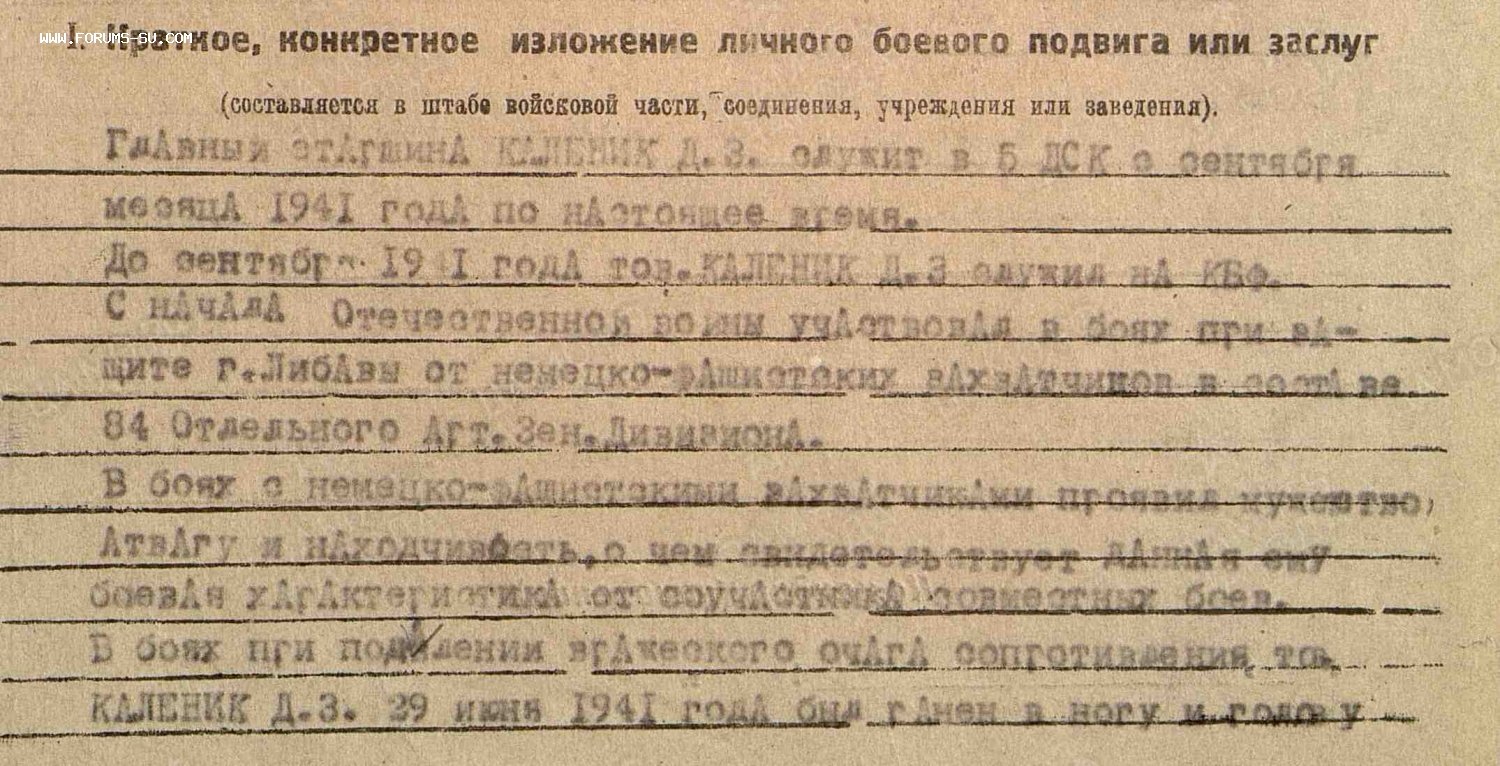 WWW.FORUMS-SU.COM
I. Краткое, конкретное изложение личного боевого подвига или заслуг
(составляется в штабе войсковой части, соединения, учреждения или заведения).
ГлАвный стАршинА КАЛЕНИК Д.З. служит в 5 ДСК с сентября
месяцА 1941 годА по нАстоящее время.
До сентября 1941 годА тов.КАЛЕНИК Д.З служил нА КБФ.
С нАчАлА Отечественной войны учАствовАл в боях при зА-
щите г.ЛибАвы от немецко-фАшистских зАхвАтчиков в состАве
84 Отдельного Арт.Зен.ДивизионА.
В боях с немецко-фАшистскими зАхвАтчикАми проявил мужество,
АтвАгу и нАходчивость,о чем свидетельствует дАннАя ему
боевАя хАрАктеристикА от соучАстникА совместных боев.
В боях при подАвлении врАжеского очАгА сопротивления, тов.
КАЛЕНИК Д.З. 29 июня 1941 годА был рАнен в ногу и голову